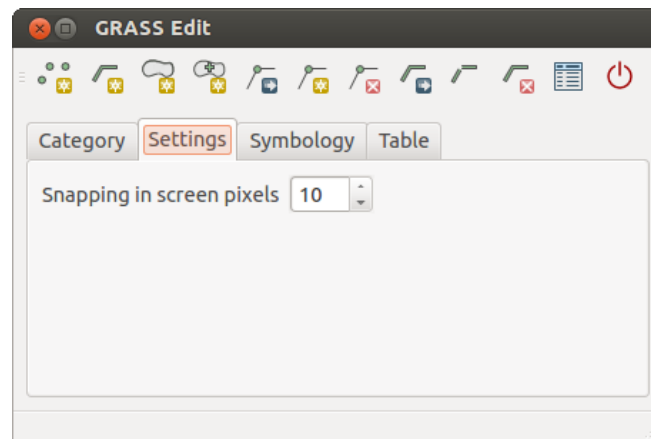 GRASS Edit
Category Settings Symbology Table
Snapping in screen pixels 10